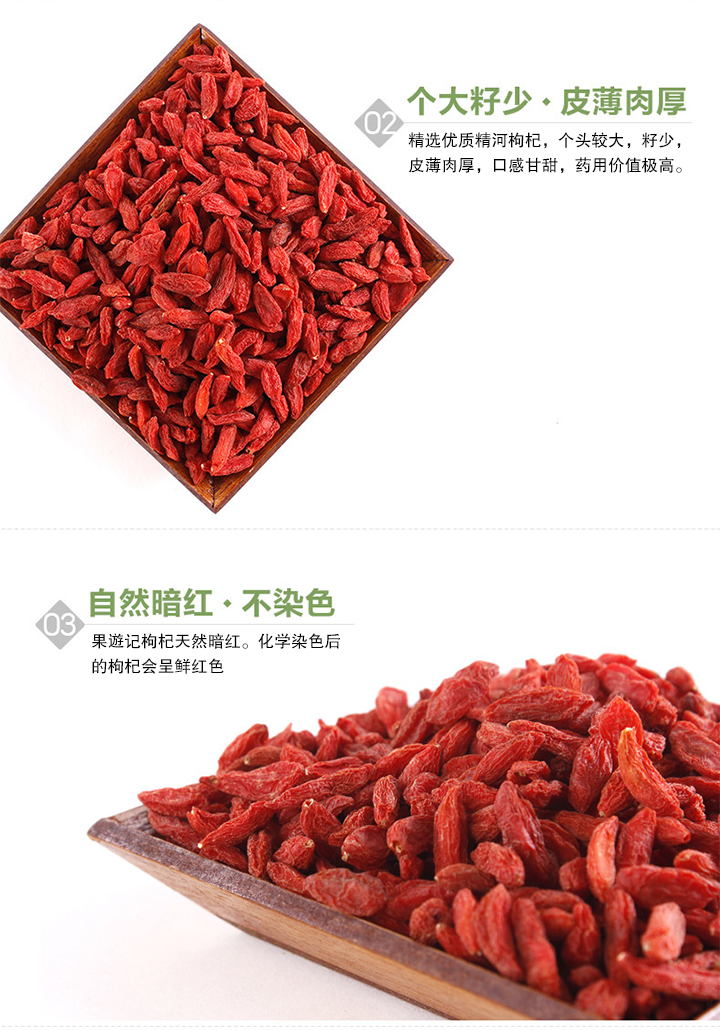 02
个大籽少·皮薄肉厚
精选优质精河枸杞，个头较大，籽少，
皮薄肉厚，口感甘甜，药用价值极高。
03
自然暗红·不染色
果遊记枸杞天然暗红。化学染色后
的枸杞会呈鲜红色